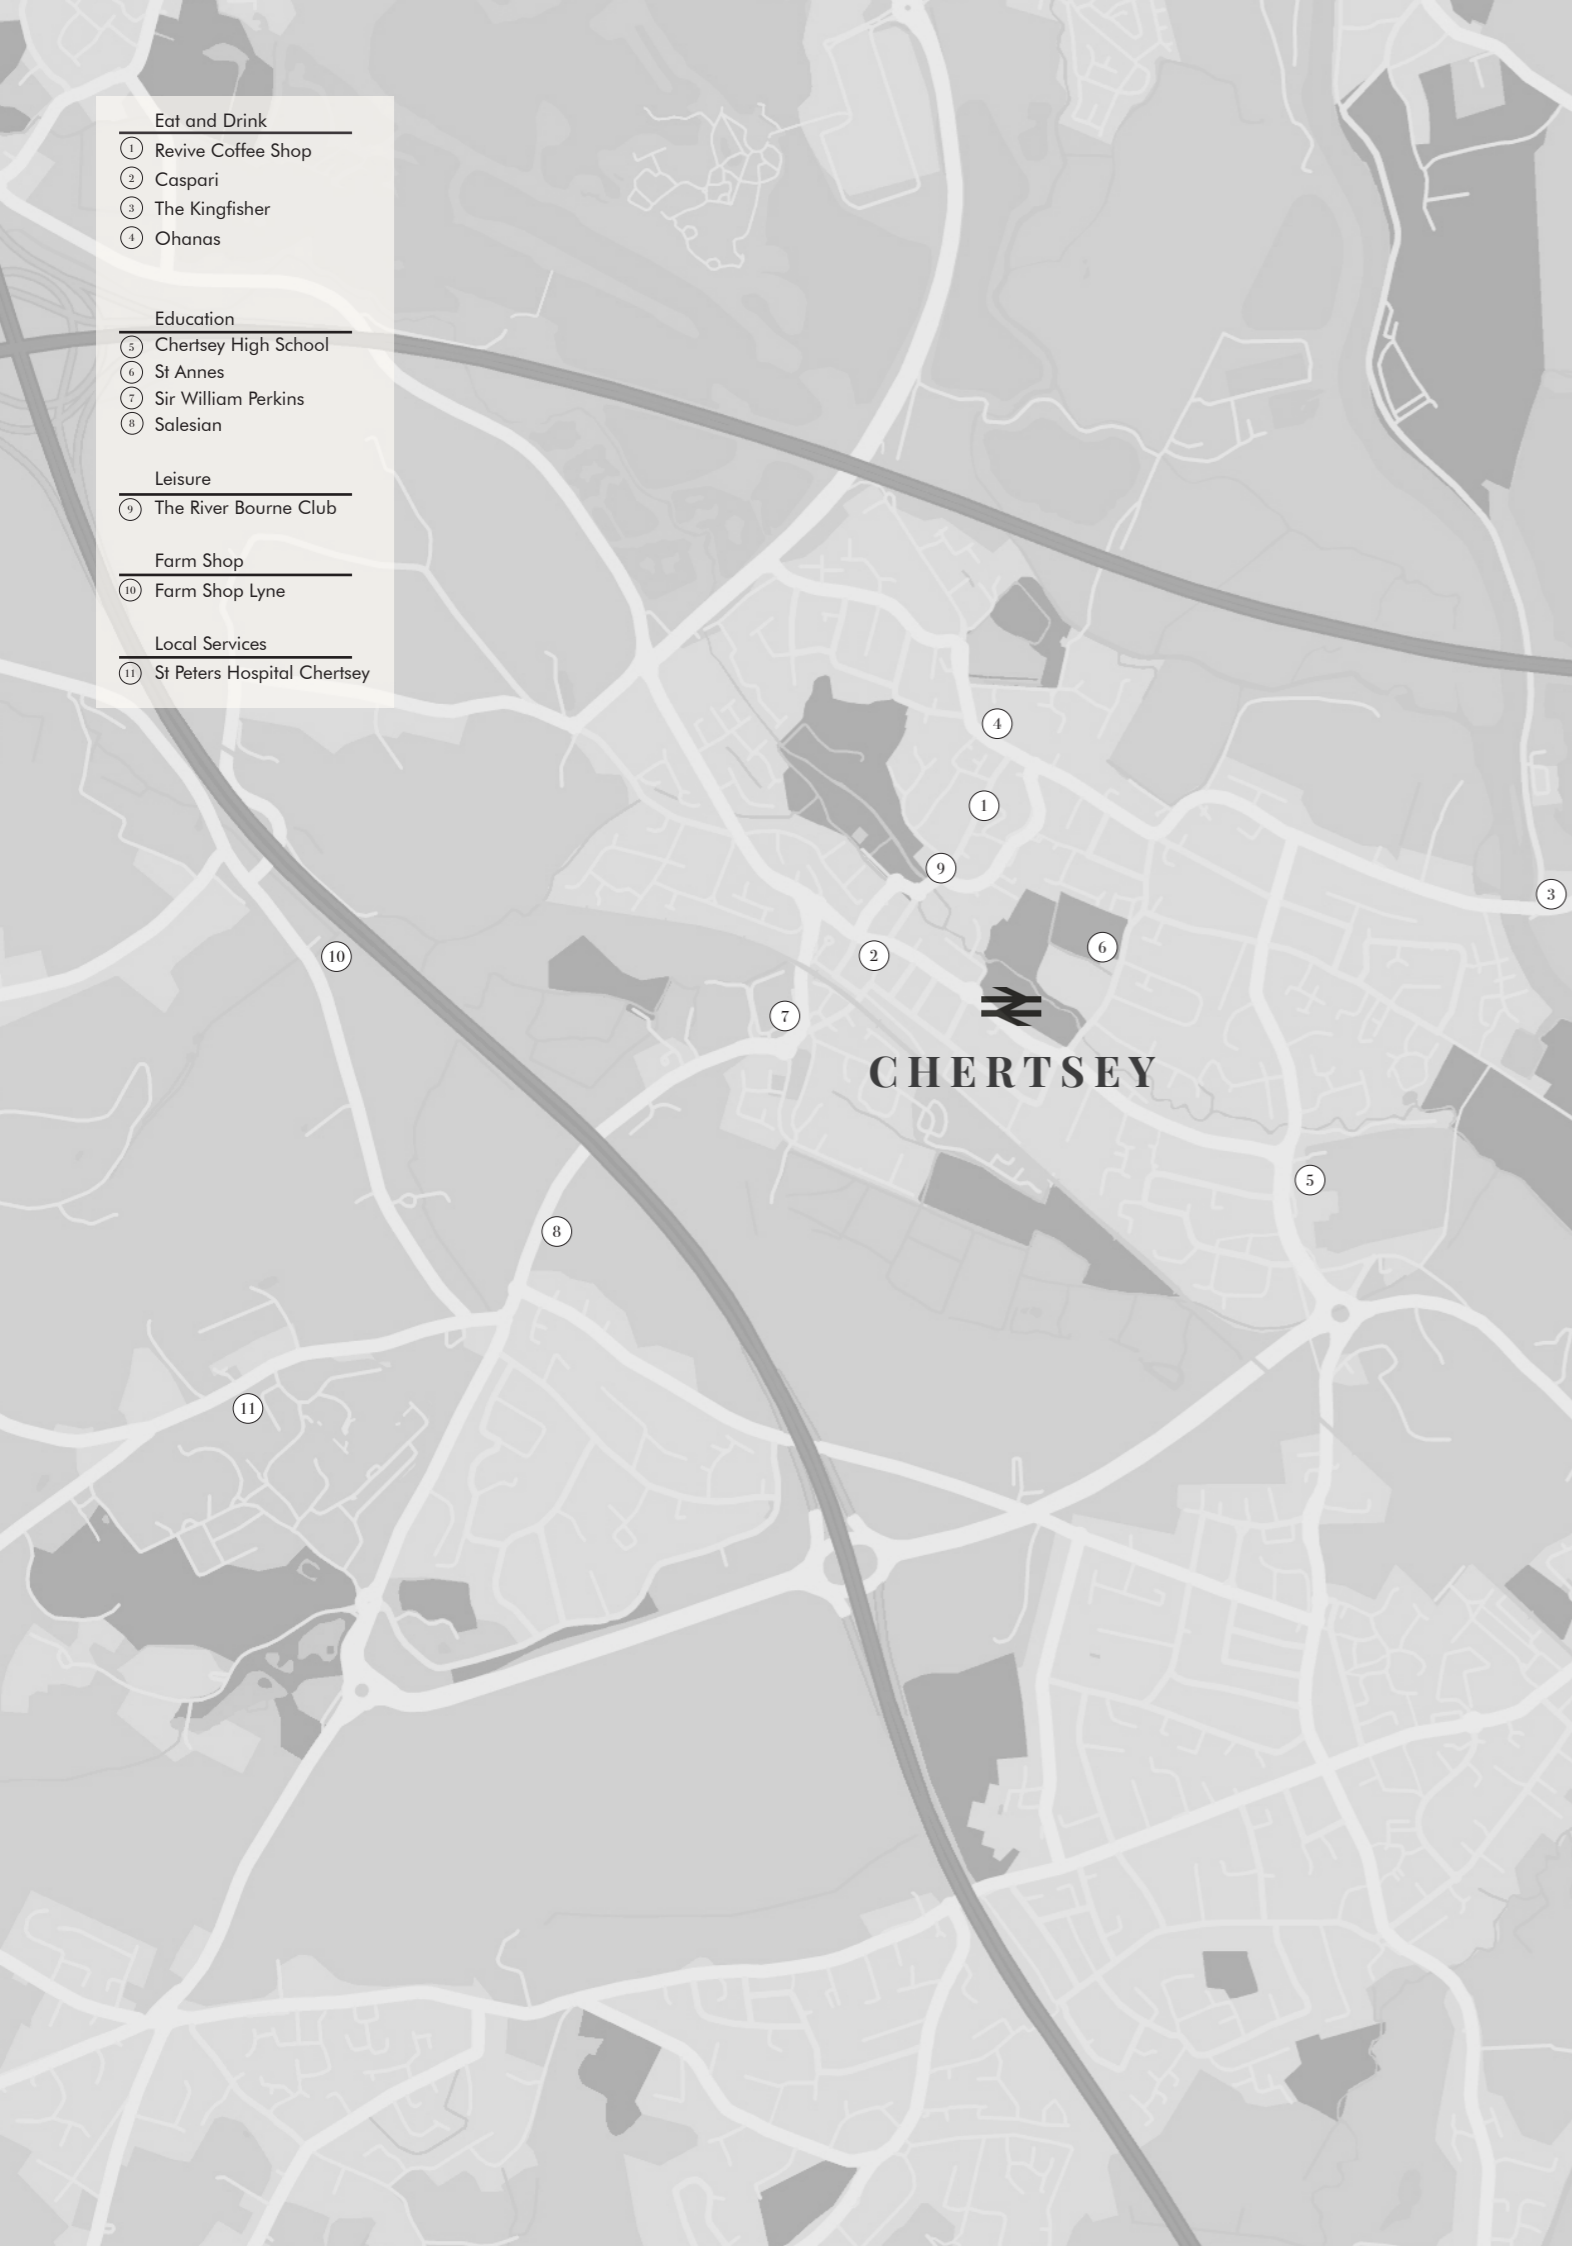 Eat and Drink
1 Revive Coffee Shop
2 Caspari
3 The Kingfisher
4 Ohanas
Education
5 Chertsey High School
6 St Annes
7 Sir William Perkins
8 Salesian
Leisure
9 The River Bourne Club
Farm Shop
10 Farm Shop Lyne
Local Services
11 St Peters Hospital Chertsey
4
1
9
3
6
2
10
7
CHERTSEY
5
8
11